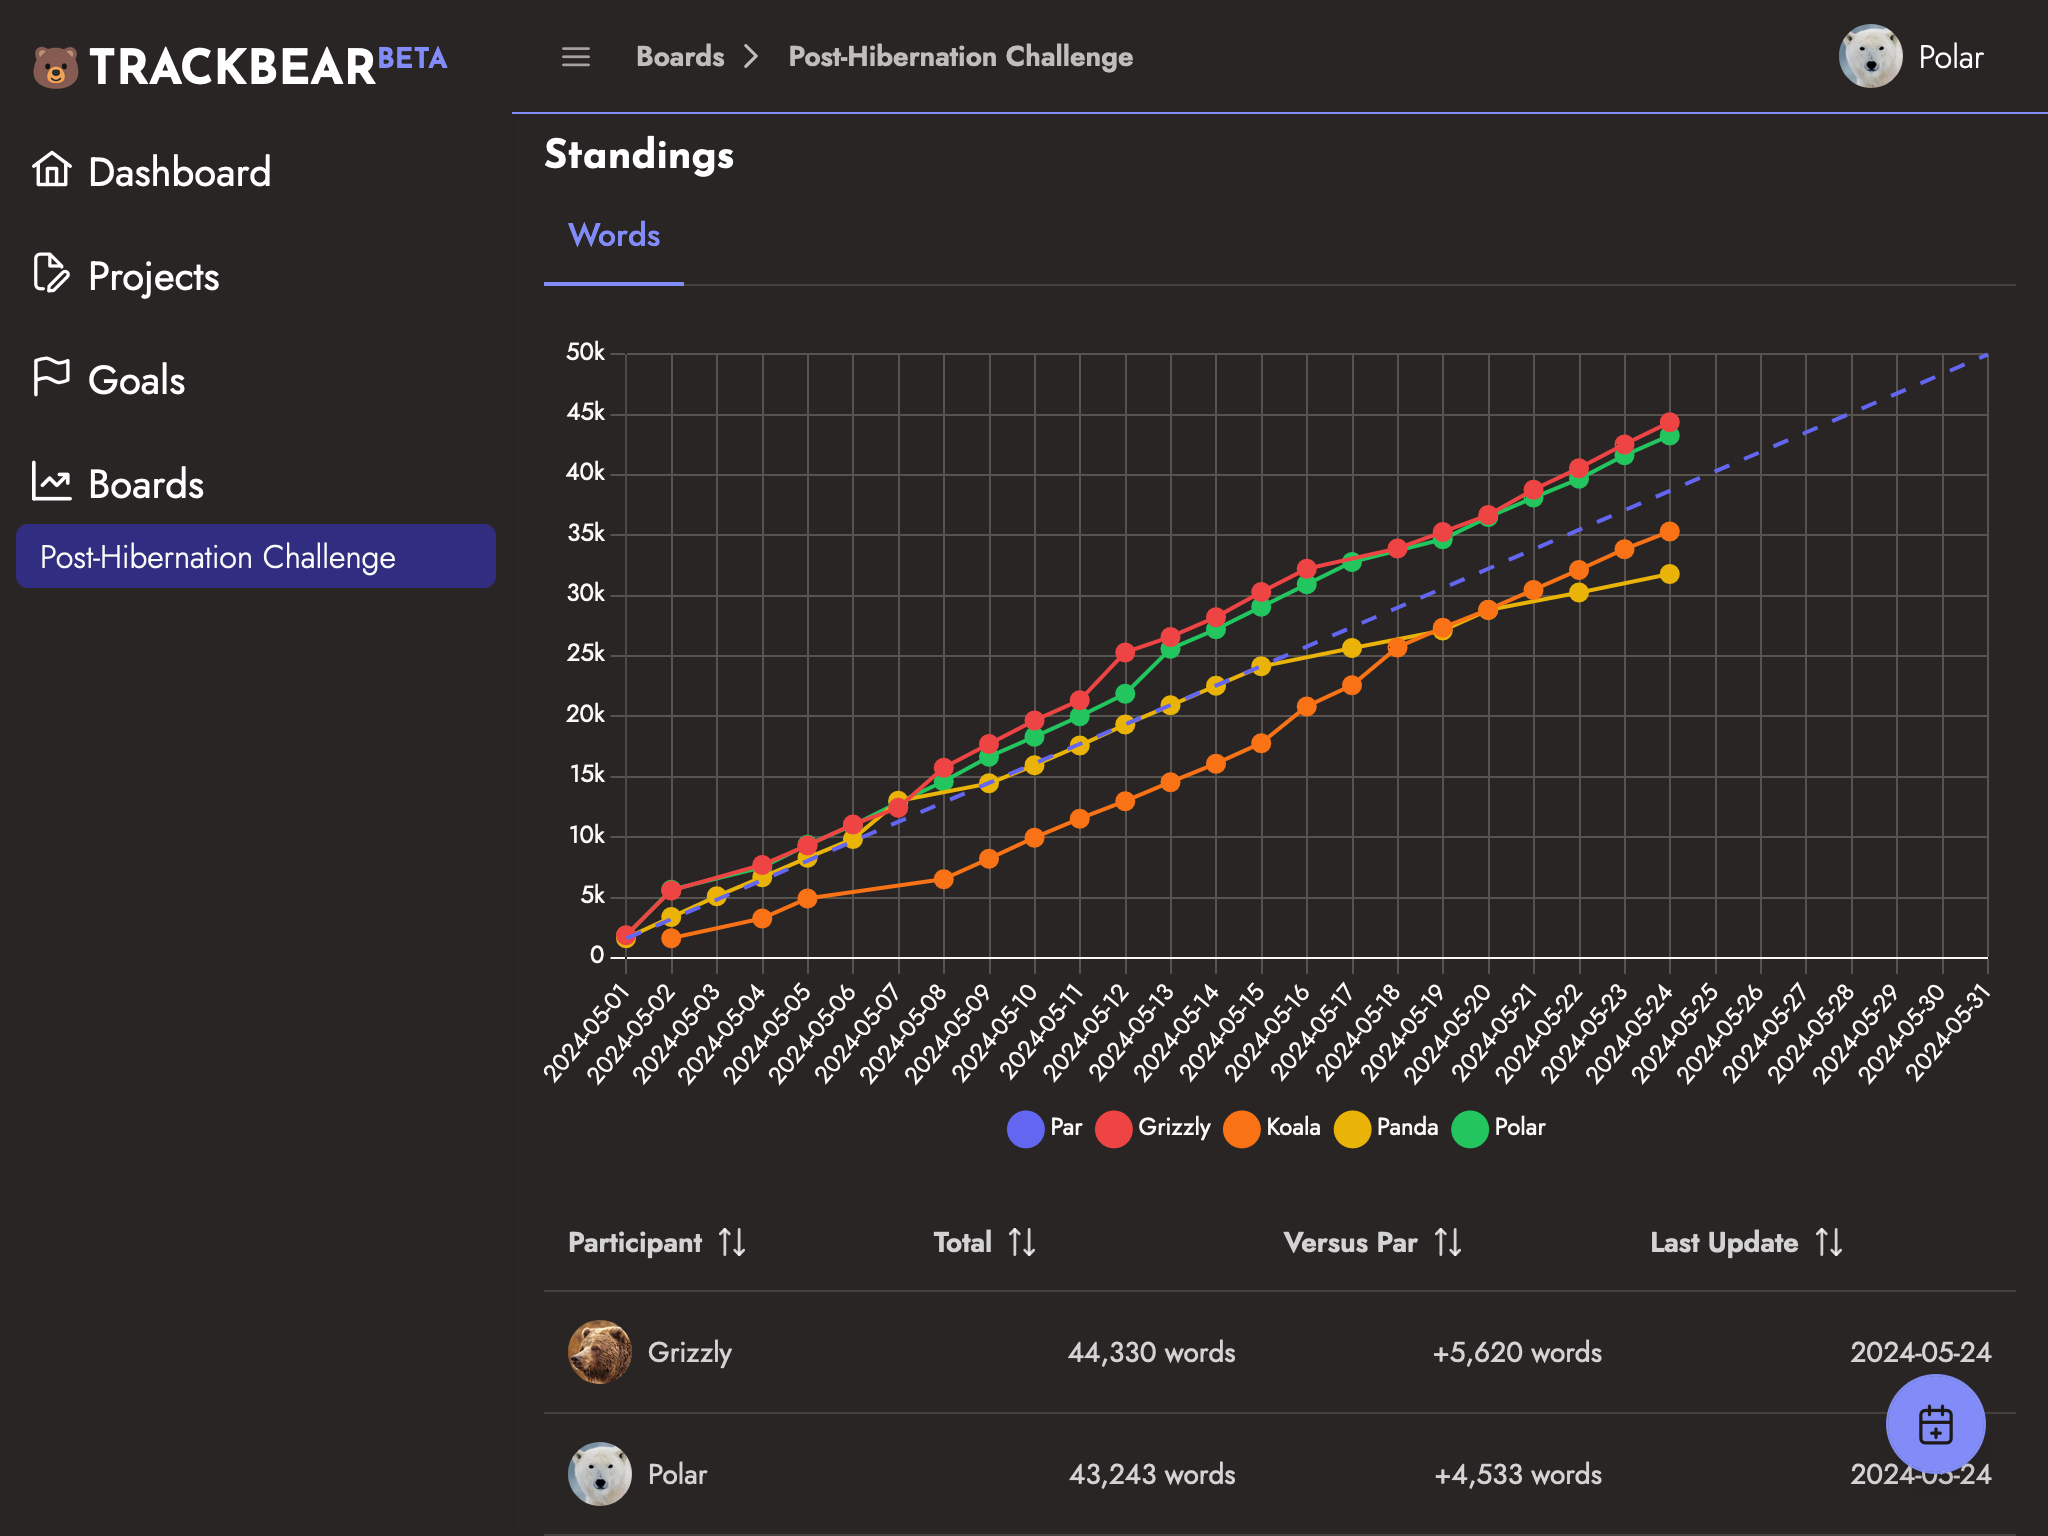 TRACKBEAR BETA
Dashboard
Projects
Goals
Boards
Post-Hibernation Challenge
Boards Post-Hibernation Challenge
Polar
Standings
Words
50k
45k
40k
35k
30k
25k
20k
15k
10k
5k
0
2024-05-01
2024-05-02
2024-05-03
2024-05-04
2024-05-05
2024-05-06
2024-05-07
2024-05-08
2024-05-09
2024-05-10
2024-05-11
2024-05-12
2024-05-13
2024-05-14
2024-05-15
2024-05-16
2024-05-17
2024-05-18
2024-05-19
2024-05-20
2024-05-21
2024-05-22
2024-05-23
2024-05-24
2024-05-25
2024-05-26
2024-05-27
2024-05-28
2024-05-29
2024-05-30
2024-05-31
Par Grizzly Koala Panda Polar
Participant Total Versus Par Last Update
Grizzly 44,330 words +5,620 words 2024-05-24
Polar 43,243 words +4,533 words 2024-05-24